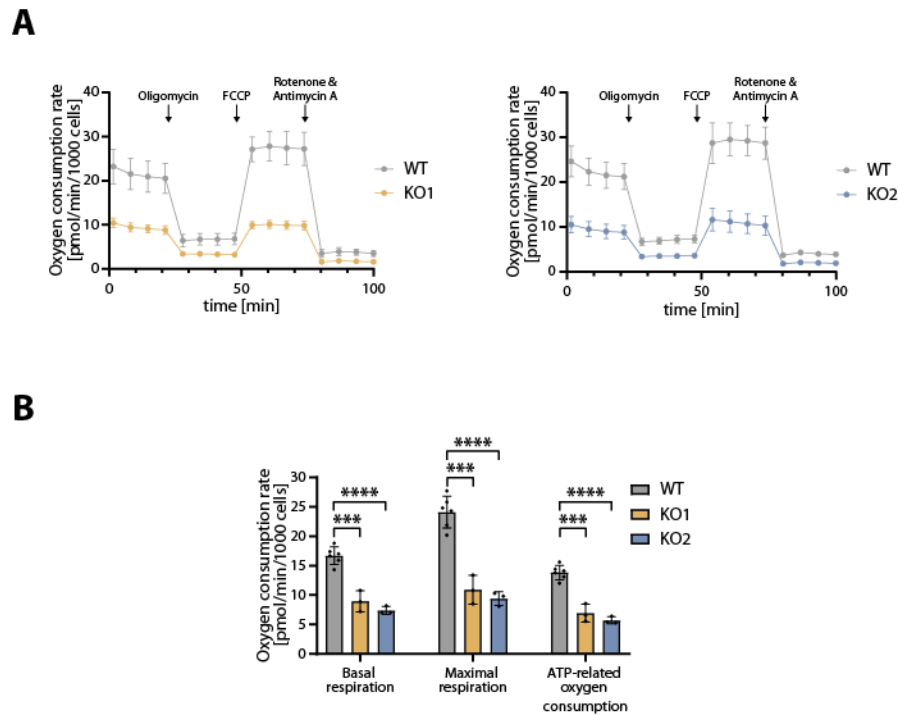 A
Oxygen consumption rate
[pmol/min/1000 cells]
40
30
20
10
0
Oligomycin
FCCP
Rotenone &
Antimycin A
WT
KO1
0
50
100
time [min]
Oxygen consumption rate
[pmol/min/1000 cells]
40
30
20
10
0
Oligomycin
FCCP
Rotenone &
Antimycin A
WT
KO2
0
50
100
time [min]
B
Oxygen consumption rate
[pmol/min/1000 cells]
30
25
20
15
10
5
0
****
***
****
***
****
***
WT
KO1
KO2
Basal
respiration
Maximal
respiration
ATP-related
oxygen
consumption